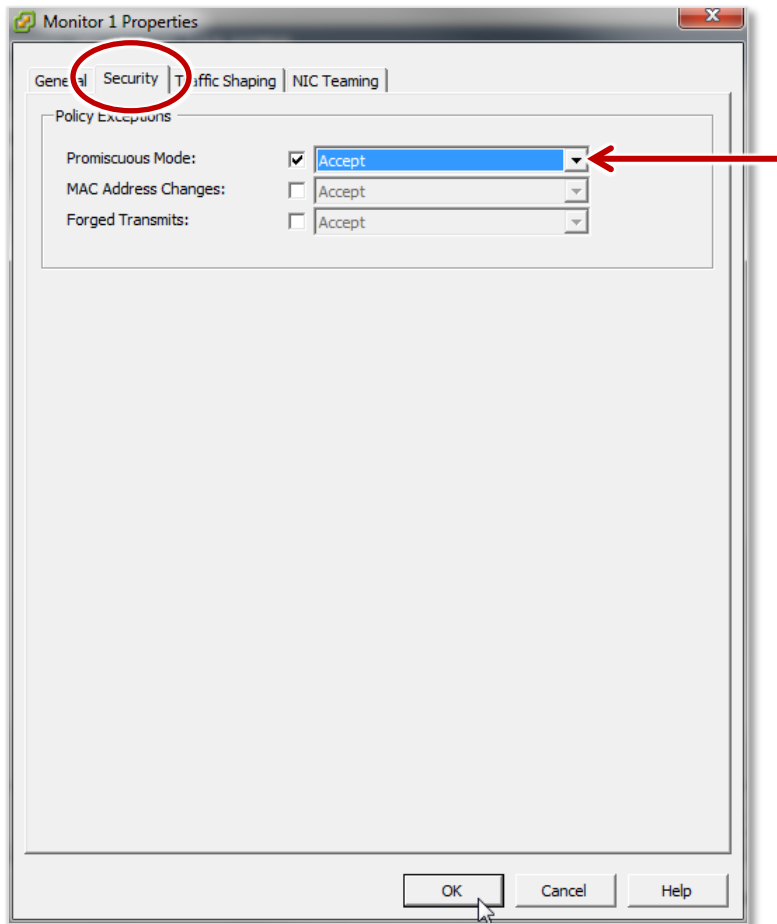 Monitor 1 Properties
General Security Traffic Shaping NIC Teaming
Policy Exceptions
Promiscuous Mode: Accept
MAC Address Changes: Accept
Forged Transmits: Accept
OK Cancel Help